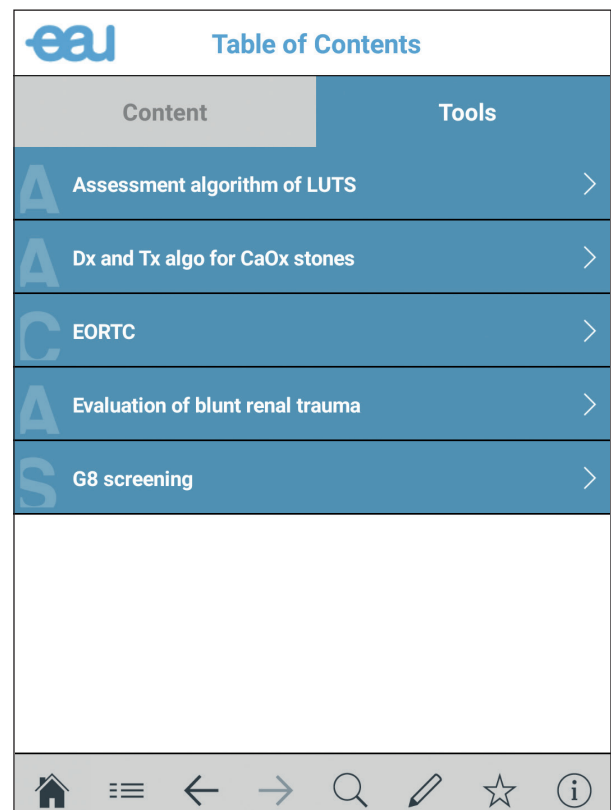 eau Table of Contents
Content Tools
A Assessment algorithm of LUTS
A Dx and Tx algo for CaOx stones
C EORTC
A Evaluation of blunt renal trauma
S G8 screening
i